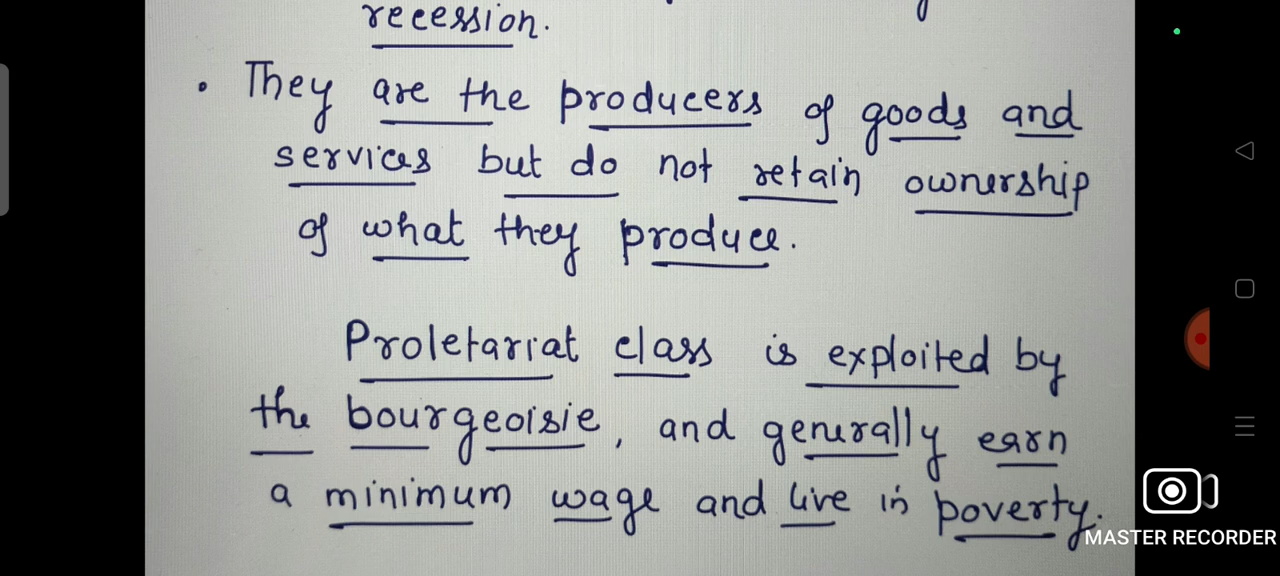 recession.
• They are the producers of goods and
services but do not retain ownership
of what they produce.
Proletariat class is exploited by
the bourgeoisie, and generally earn
a minimum wage and live in poverty.
MASTER RECORDER